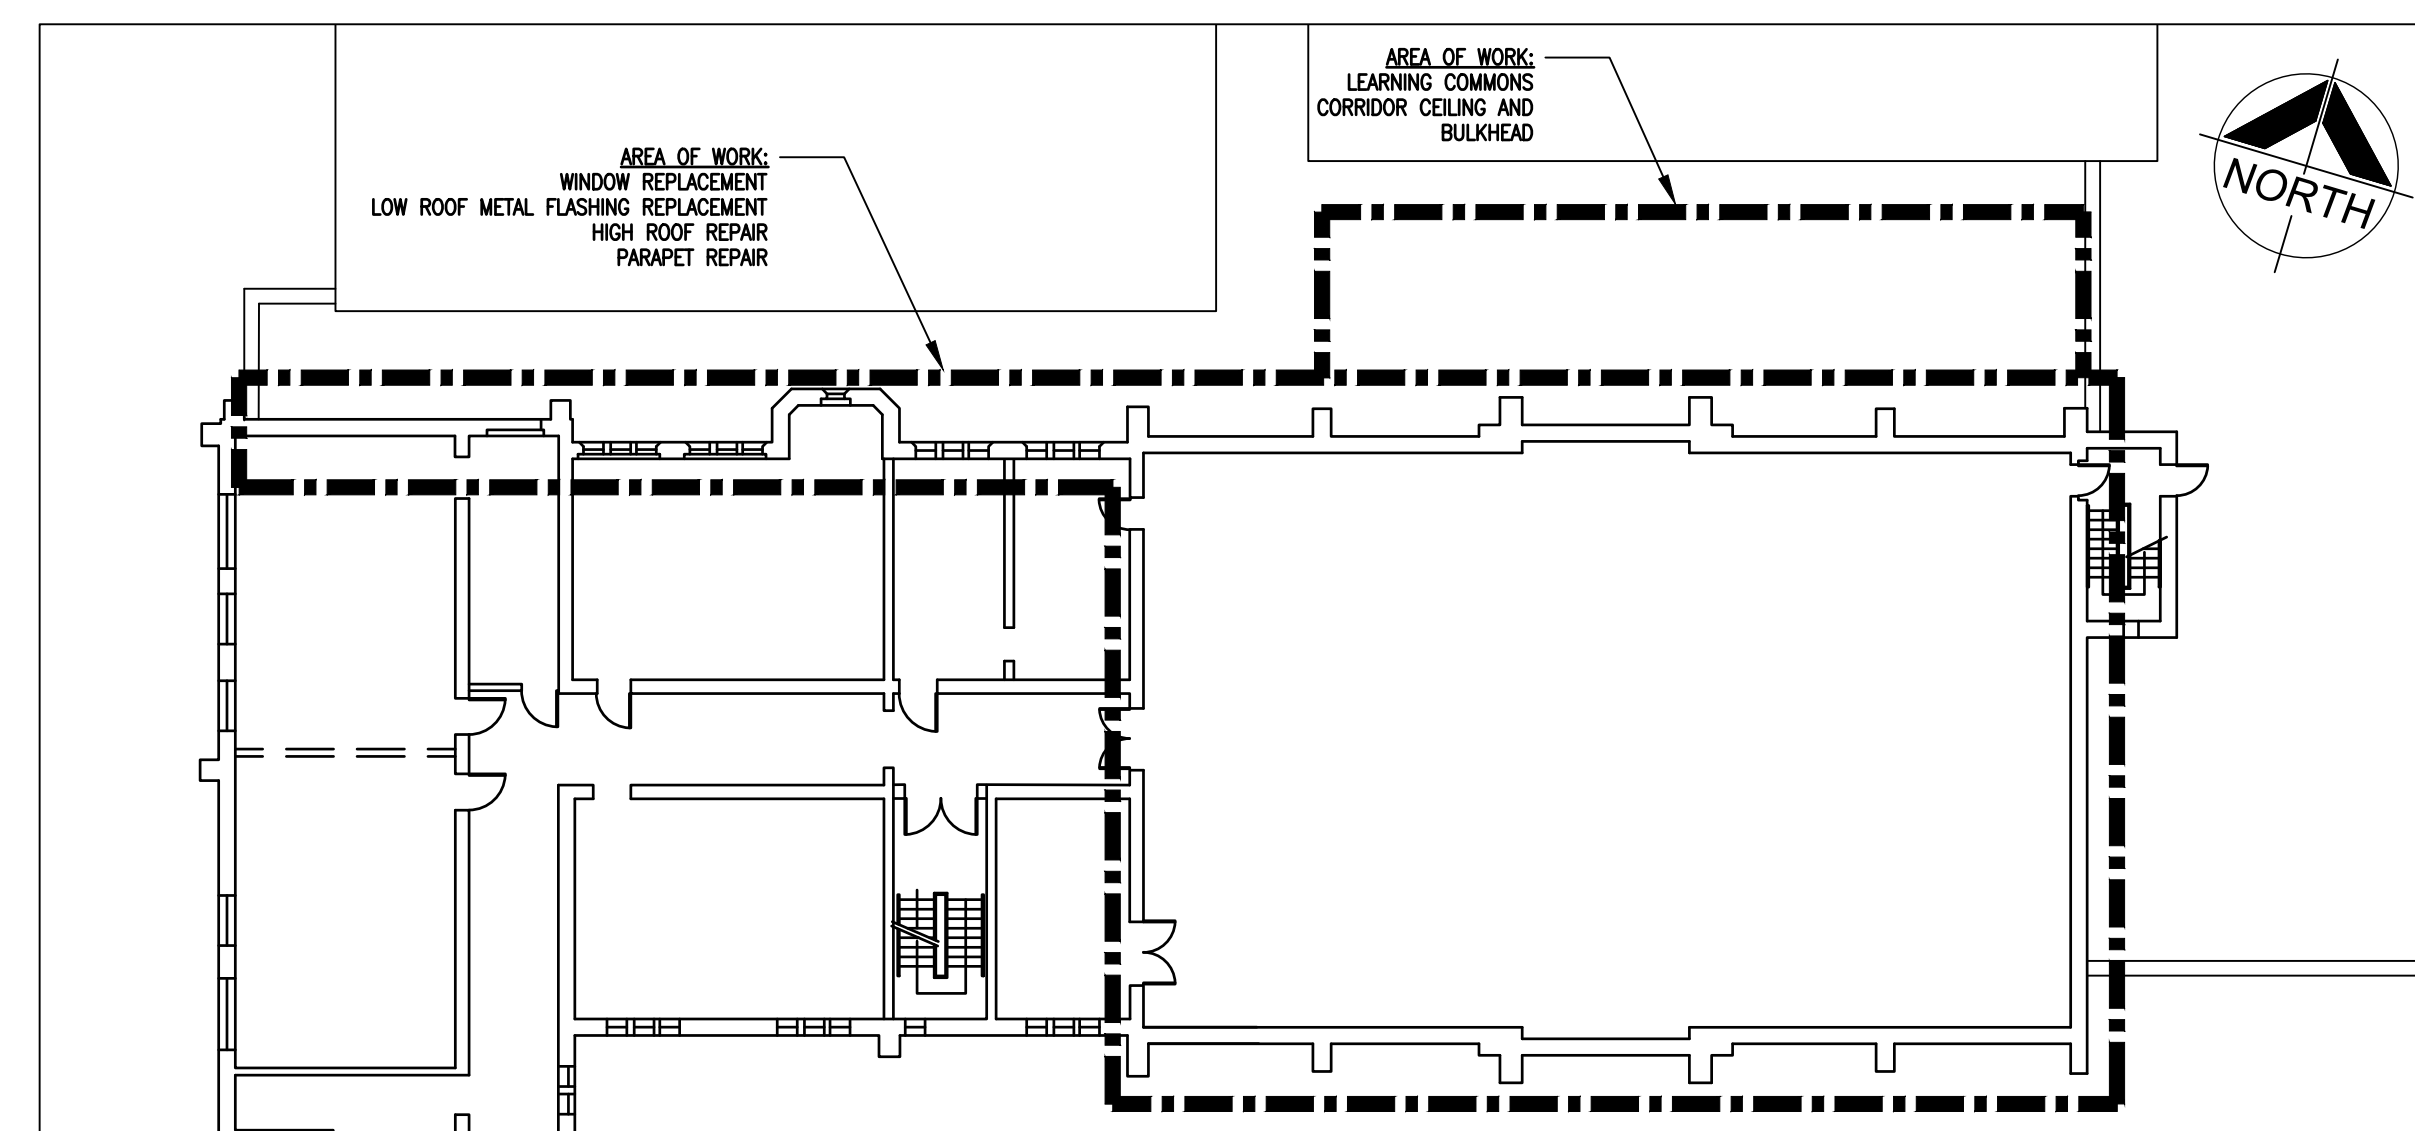 AREA OF WORK:
WINDOW REPLACEMENT
LOW ROOF METAL FLASHING REPLACEMENT
HIGH ROOF REPAIR
PARAPET REPAIR
AREA OF WORK:
LEARNING COMMONS
CORRIDOR CEILING AND
BULKHEAD
NORTH